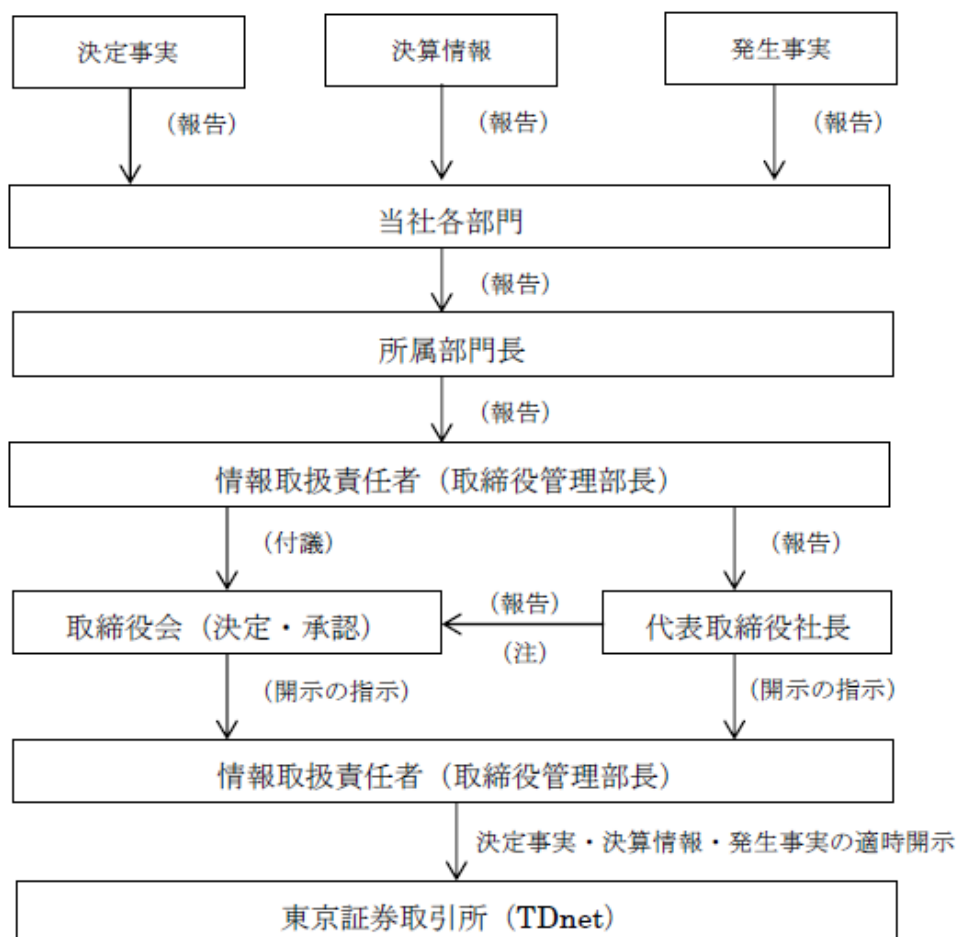 決定事実
決算情報
発生事実
（報告）
（報告）
（報告）
当社各部門
（報告）
所属部門長
（報告）
情報取扱責任者（取締役管理部長）
（付議）
（報告）
取締役会（決定・承認）
（報告）
（注）
代表取締役社長
（開示の指示）
（開示の指示）
情報取扱責任者（取締役管理部長）
決定事実・決算情報・発生事実の適時開示
東京証券取引所（TDnet）